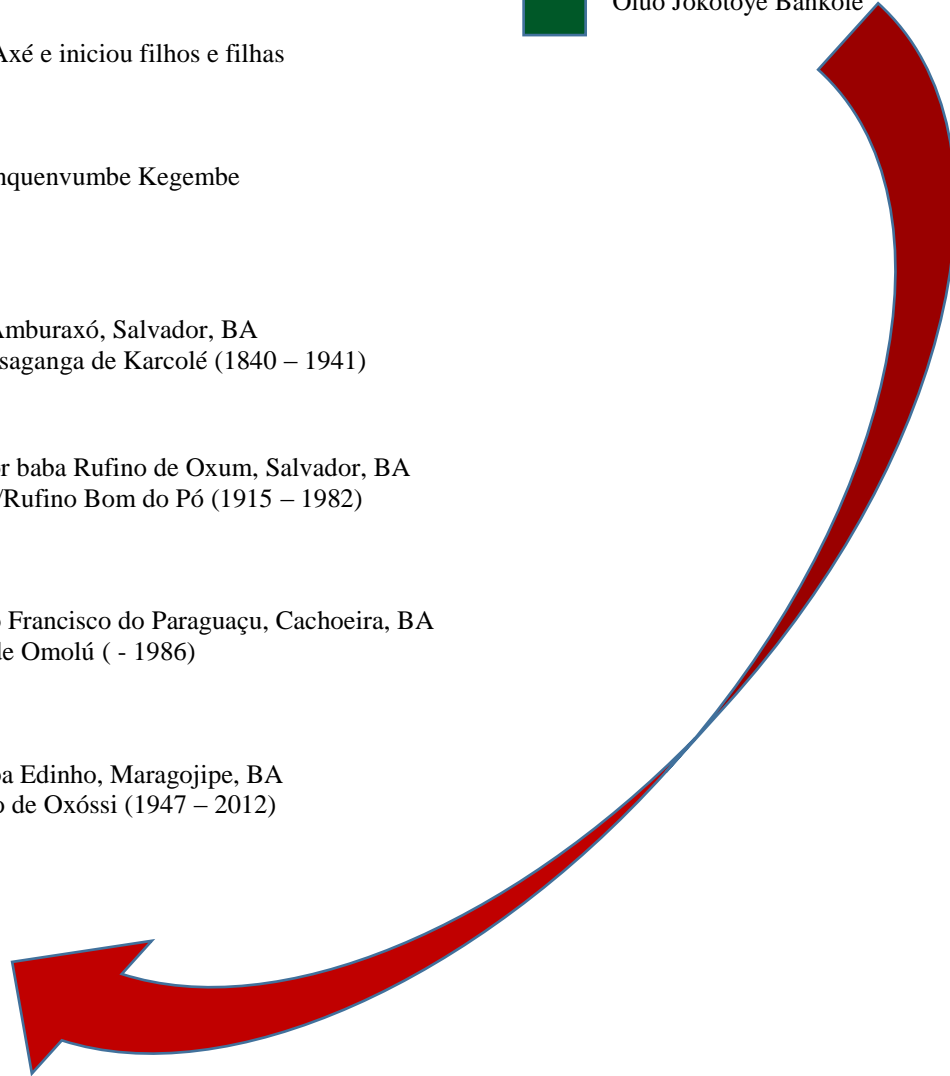 Oluô Jokotoye Bankole
Axé e iniciou filhos e filhas
nquenvumbe Kegembe
Amburaxó, Salvador, BA
saganga de Karcolé (1840 – 1941)
r baba Rufino de Oxum, Salvador, BA
/Rufino Bom do Pó (1915 – 1982)
o Francisco do Paraguaçu, Cachoeira, BA
de Omolú ( - 1986)
ba Edinho, Maragojipe, BA
o de Oxóssi (1947 – 2012)